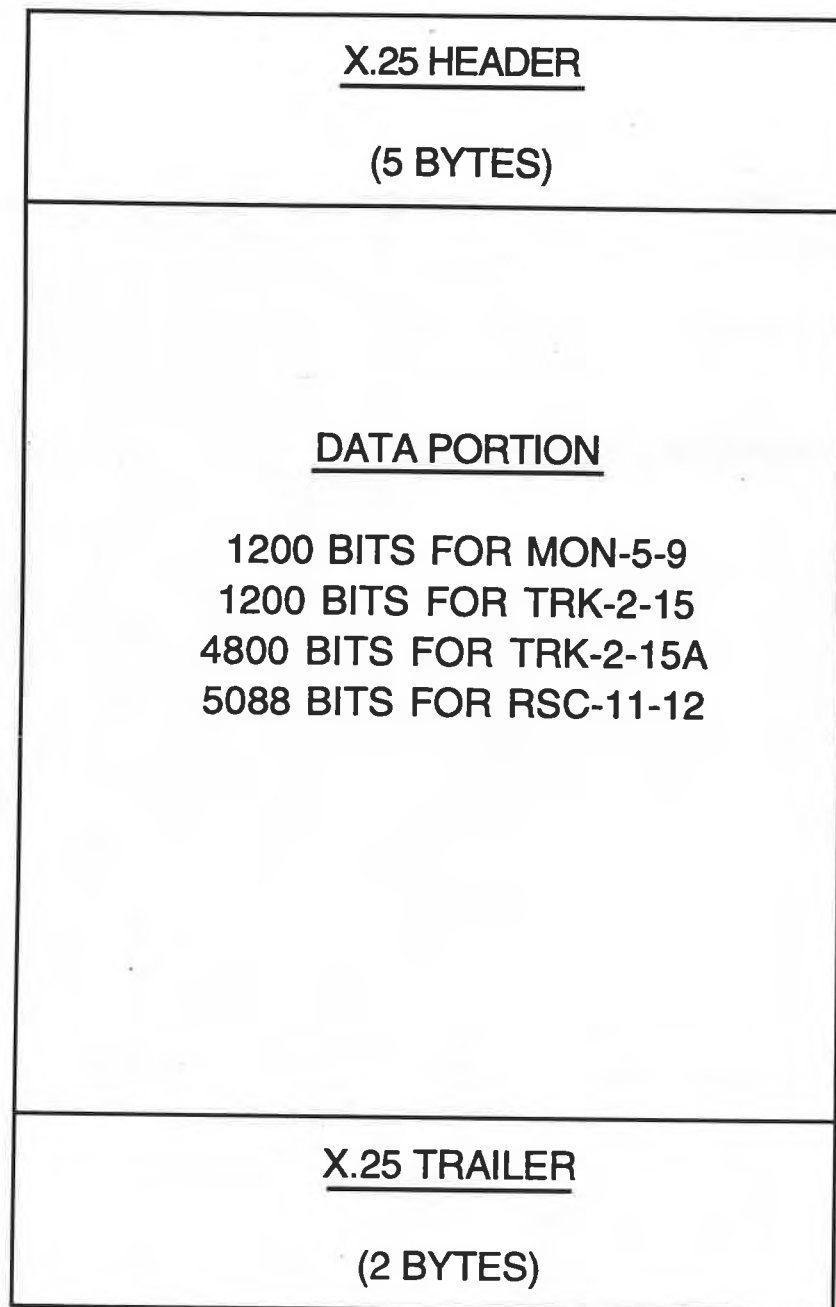 X.25 HEADER
(5 BYTES)
DATA PORTION
1200 BITS FOR MON-5-9
1200 BITS FOR TRK-2-15
4800 BITS FOR TRK-2-15A
5088 BITS FOR RSC-11-12
X.25 TRAILER
(2 BYTES)